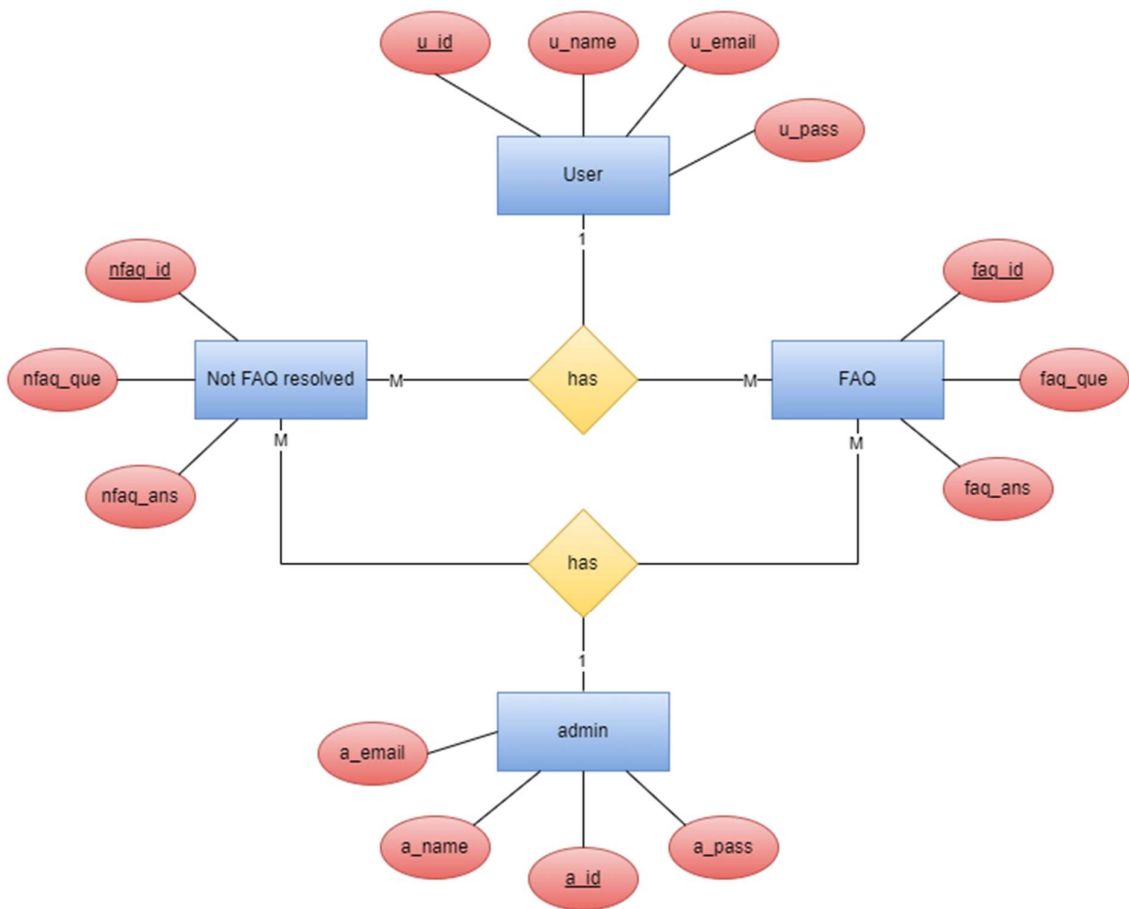 u_id
u_name
u_email
u_pass
User
1
nfaq_id
faq_id
nfaq_que
Not FAQ resolved
M
has
M
FAQ
faq_que
M
M
nfaq_ans
faq_ans
has
1
admin
a_email
a_name
a_pass
a_id